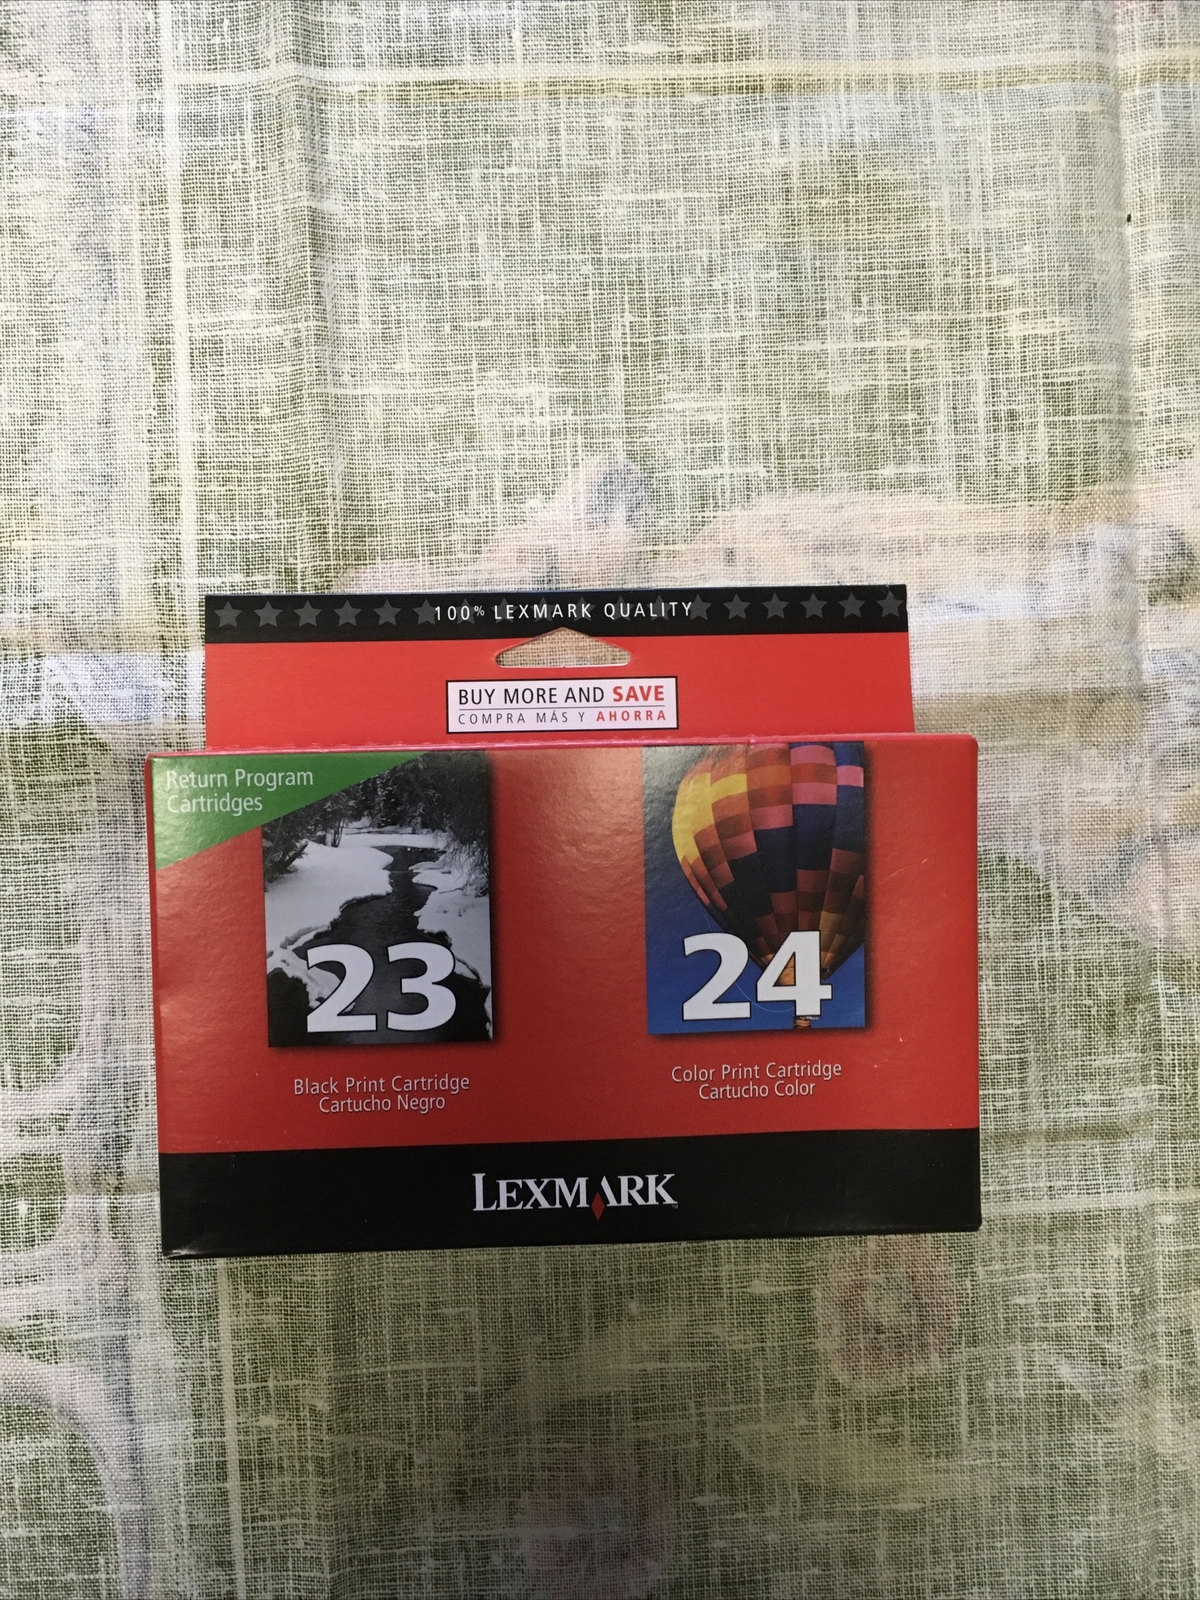 100% LEXMARK QUALITY
BUY MORE AND SAVE
COMPRA MÁS Y AHORRA
Return Program
Cartridges
23
Black Print Cartridge
Cartucho Negro
24
Color Print Cartridge
Cartucho Color
LEXMARK™